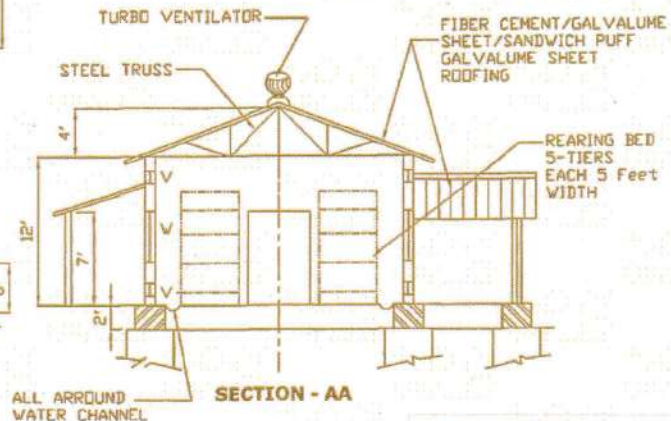 TURBO VENTILATOR
STEEL TRUSS
FIBER CEMENT/GALVALUME
SHEET/SANDWICH PUFF
GALVALUME SHEET
ROOFING
REARING BED
5-TIERS
EACH 5 Feet
WIDTH
4'
12'
7'
2'
V
W
V
ALL ARROUND
WATER CHANNEL
SECTION - AA